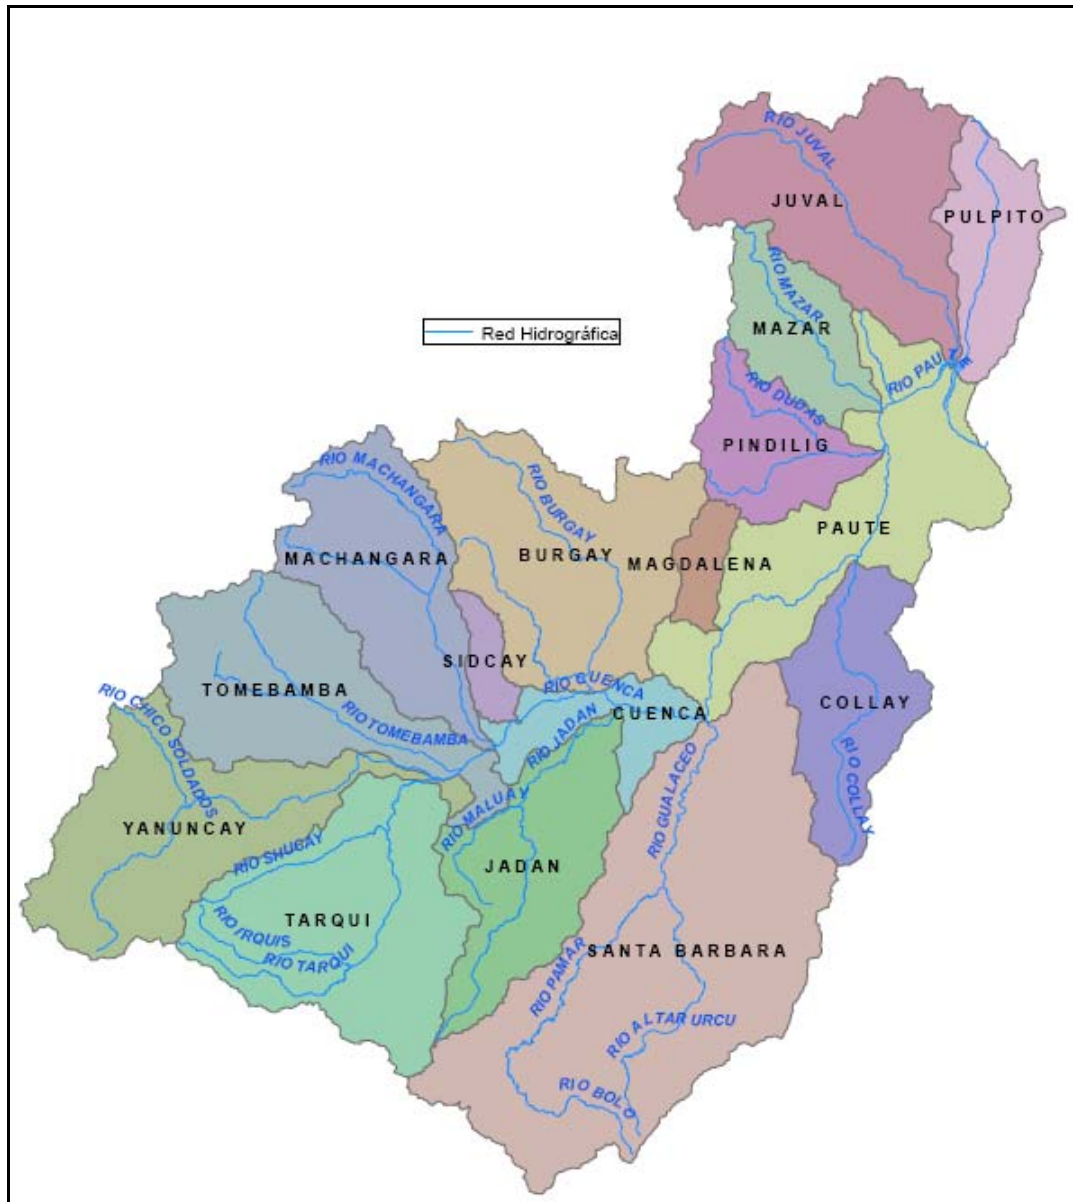 RIO JUVAL
JUVAL
PULPITO
RIO MAZAR
MAZAR
Red Hidrográfica
RIO PAUTE
RIO DUDAS
PINDILIG
RIO MACHANGARA
RIO BURGAY
PAUTE
MACHANGARA
BURGAY
MAGDALENA
SIDCAY
TOMEBAMBA
RIO CUENCA
RIO CHICO SOLDADOS
CUENCA
COLLAY
RIO TOMEBAMBA
RIO JADAN
RIO GUALACEO
RIO COLLAY
YANUNCAY
RIO MALUAY
RIO SHUCAY
JADAN
TARQUI
RIO IRQUIS
RIO TARQUI
SANTA BARBARA
RIO PAMAR
RIO ALTAR URCU
RIO BOLO